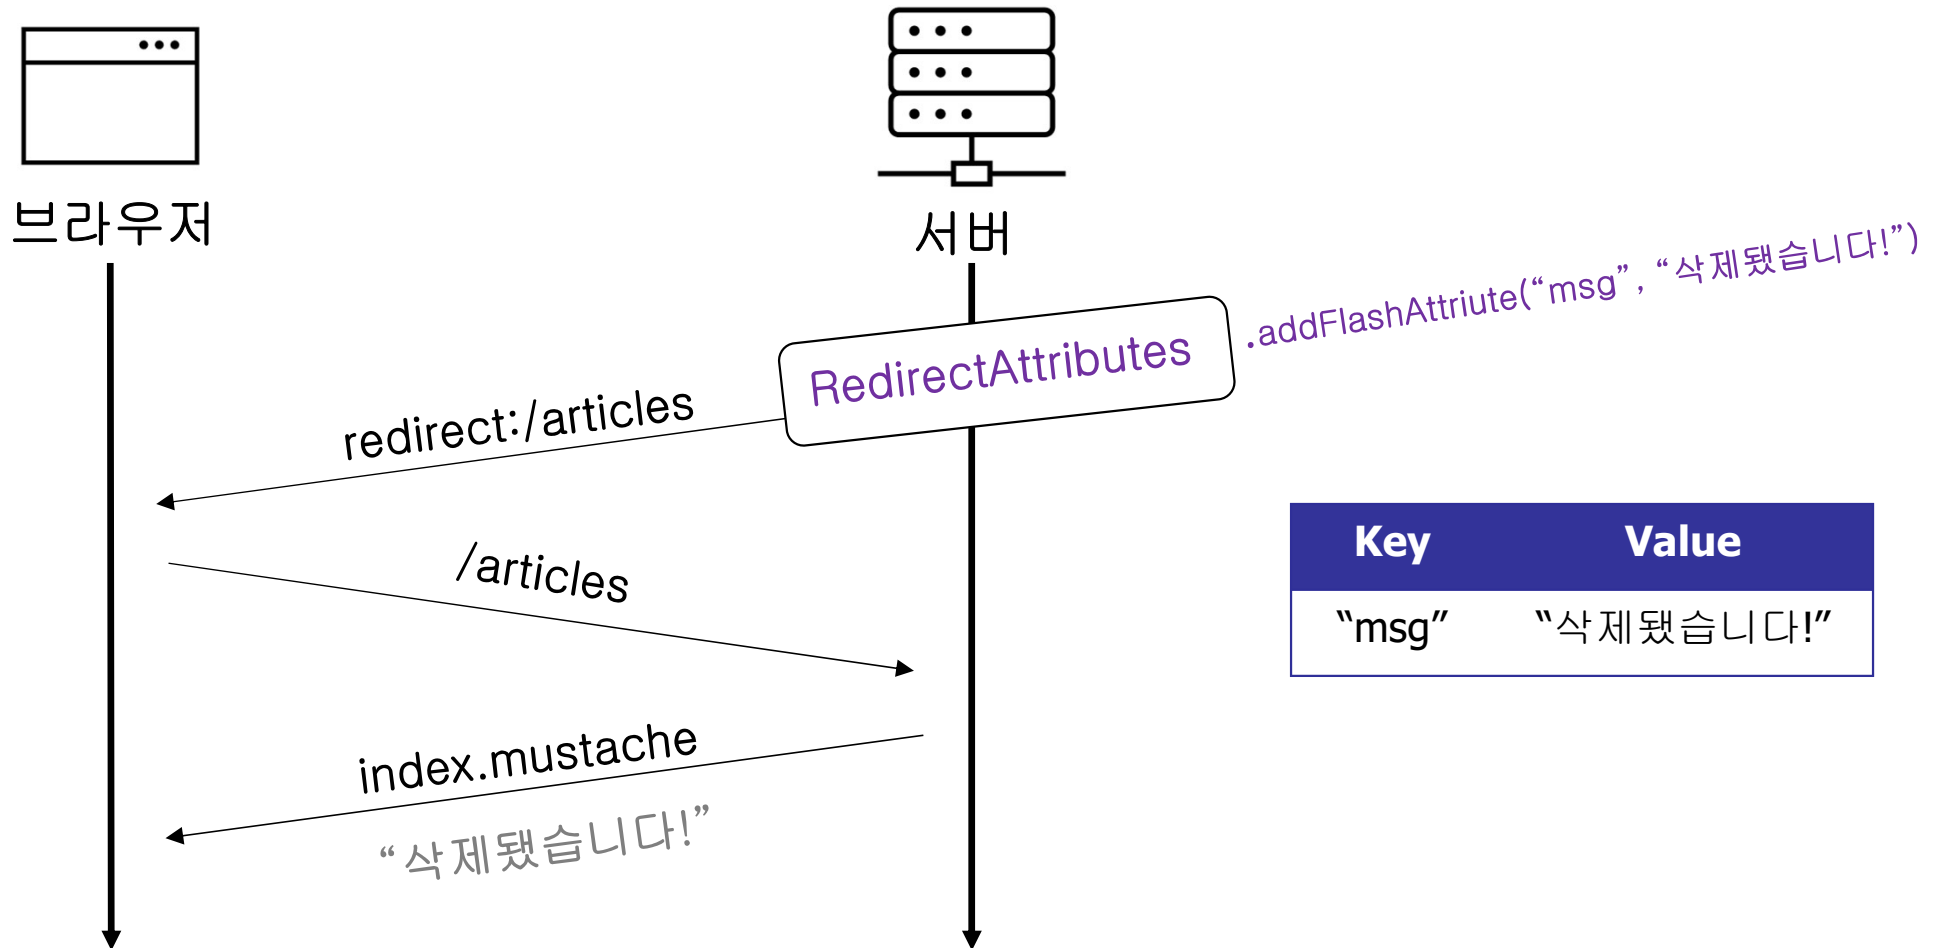 브라우저
서버
RedirectAttributes
.addFlashAttriute(“msg”, “삭제됐습니다!”)
redirect:/articles
/articles
Key Value
“msg” “삭제됐습니다!”
index.mustache
“삭제됐습니다!”